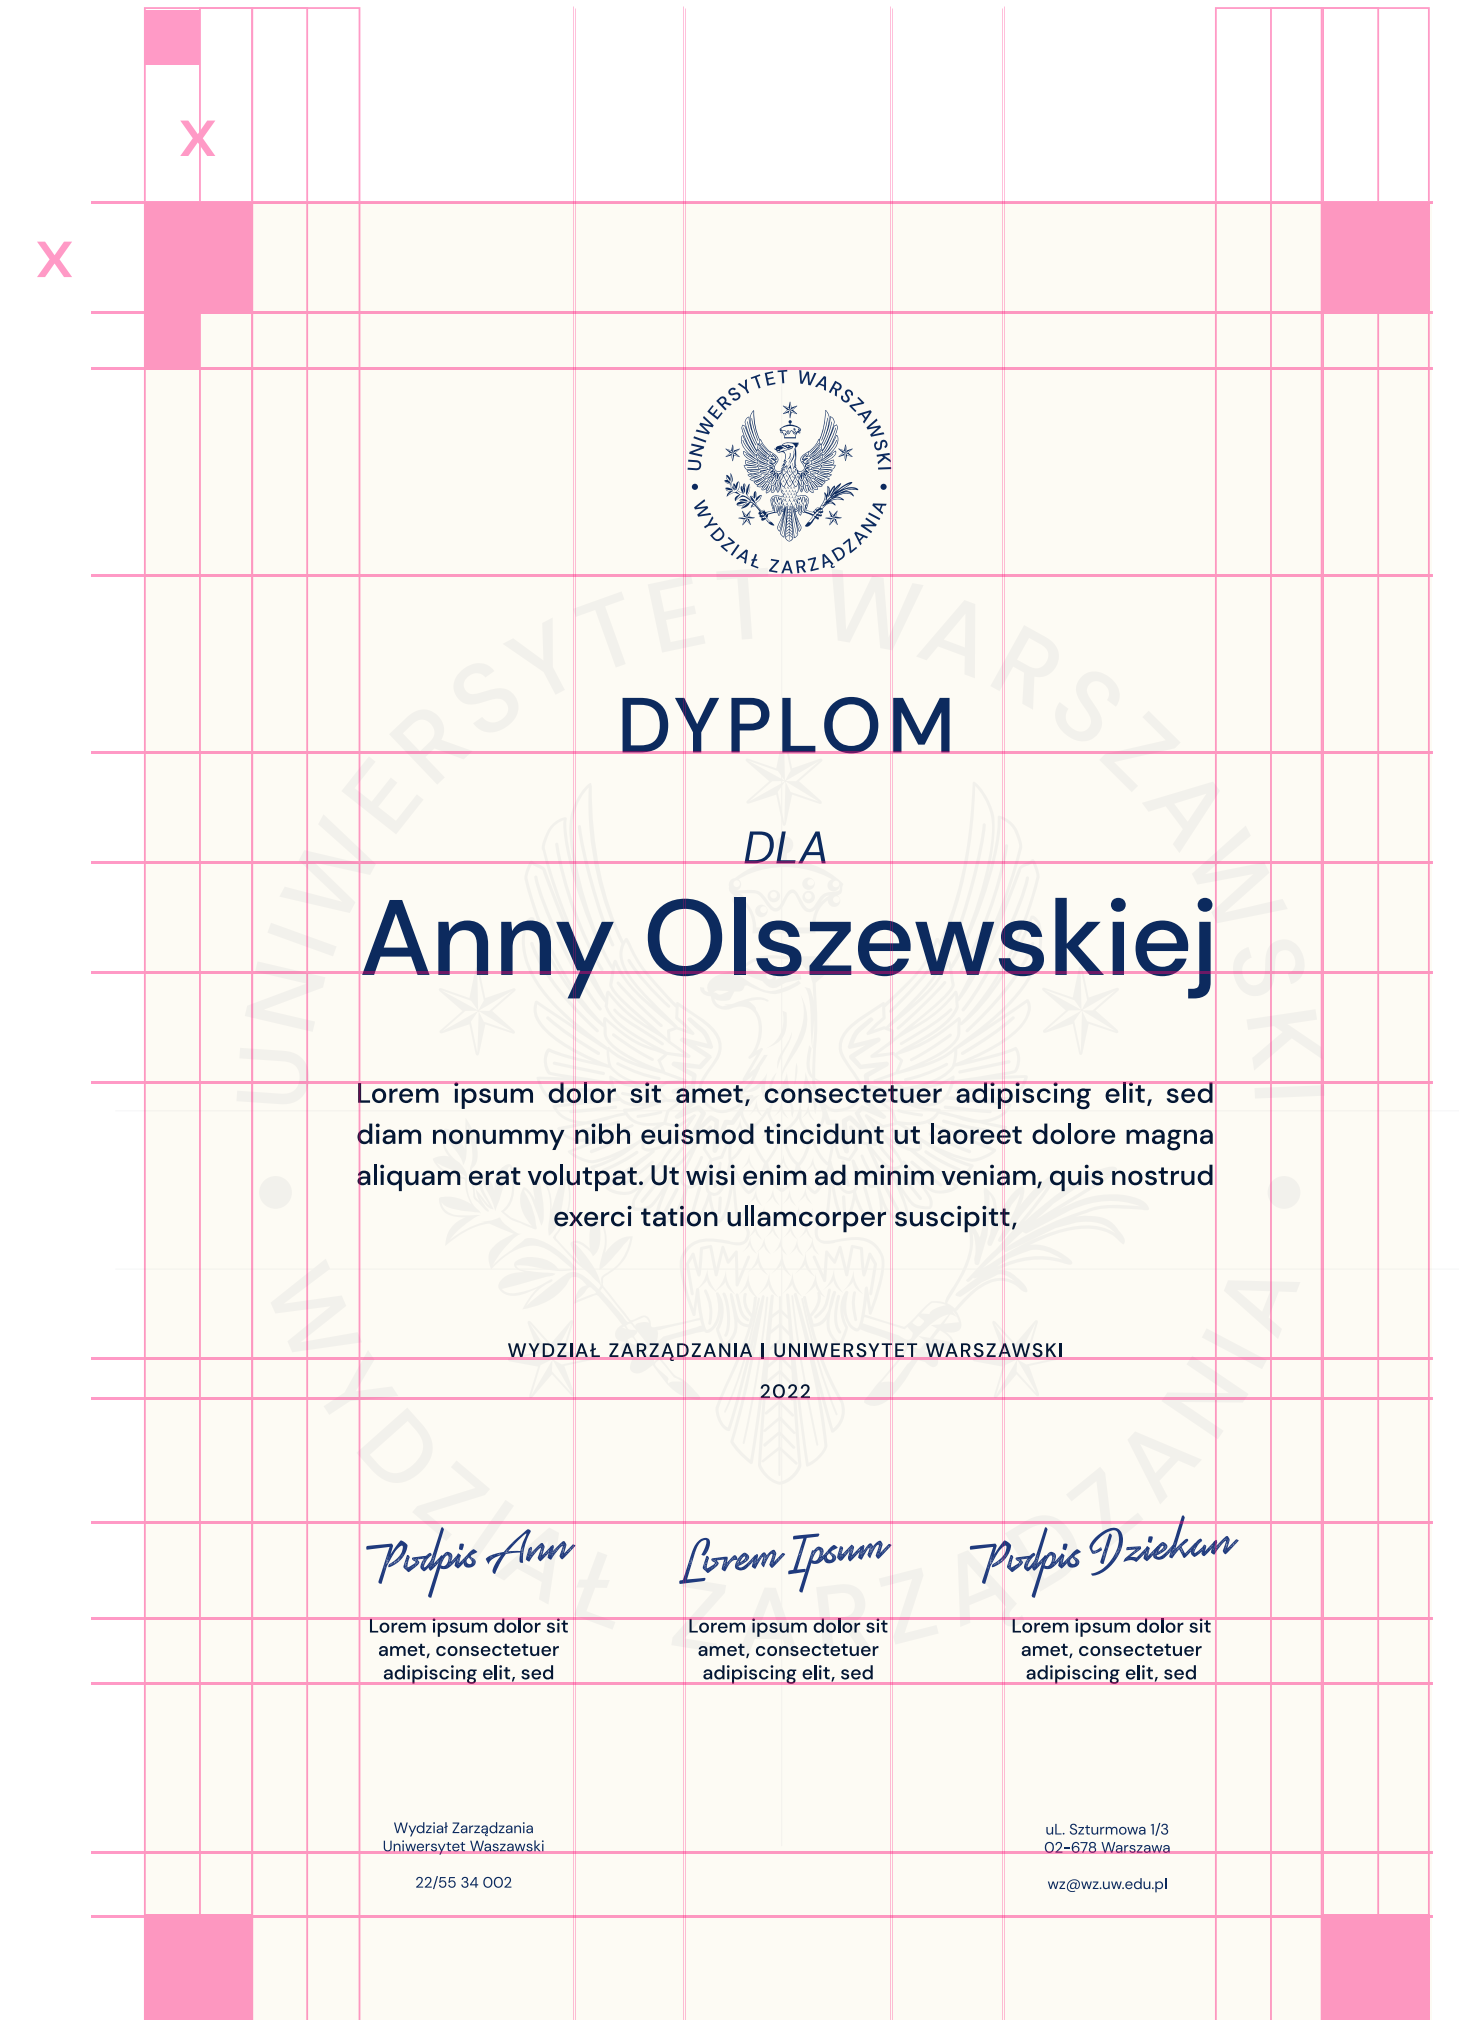 X
X
UNIWERSYTET WARSZAWSKI
• WYDZIAŁ ZARZĄDZANIA •
UNIWERSYTET WARSZAWSKI
• WYDZIAŁ ZARZĄDZANIA •
DYPLOM
DLA
Anny Olszewskiej
Lorem ipsum dolor sit amet, consectetuer adipiscing elit, sed
diam nonummy nibh euismod tincidunt ut laoreet dolore magna
aliquam erat volutpat. Ut wisi enim ad minim veniam, quis nostrud
exerci tation ullamcorper suscipitt,
WYDZIAŁ ZARZĄDZANIA | UNIWERSYTET WARSZAWSKI
2022
Podpis Ann
Lorem ipsum dolor sit
amet, consectetuer
adipiscing elit, sed
Lorem Ipsum
Lorem ipsum dolor sit
amet, consectetuer
adipiscing elit, sed
Podpis Dziekan
Lorem ipsum dolor sit
amet, consectetuer
adipiscing elit, sed
Wydział Zarządzania
Uniwersytet Waszawski
22/55 34 002
uL. Szturmowa 1/3
02-678 Warszawa
wz@wz.uw.edu.pl